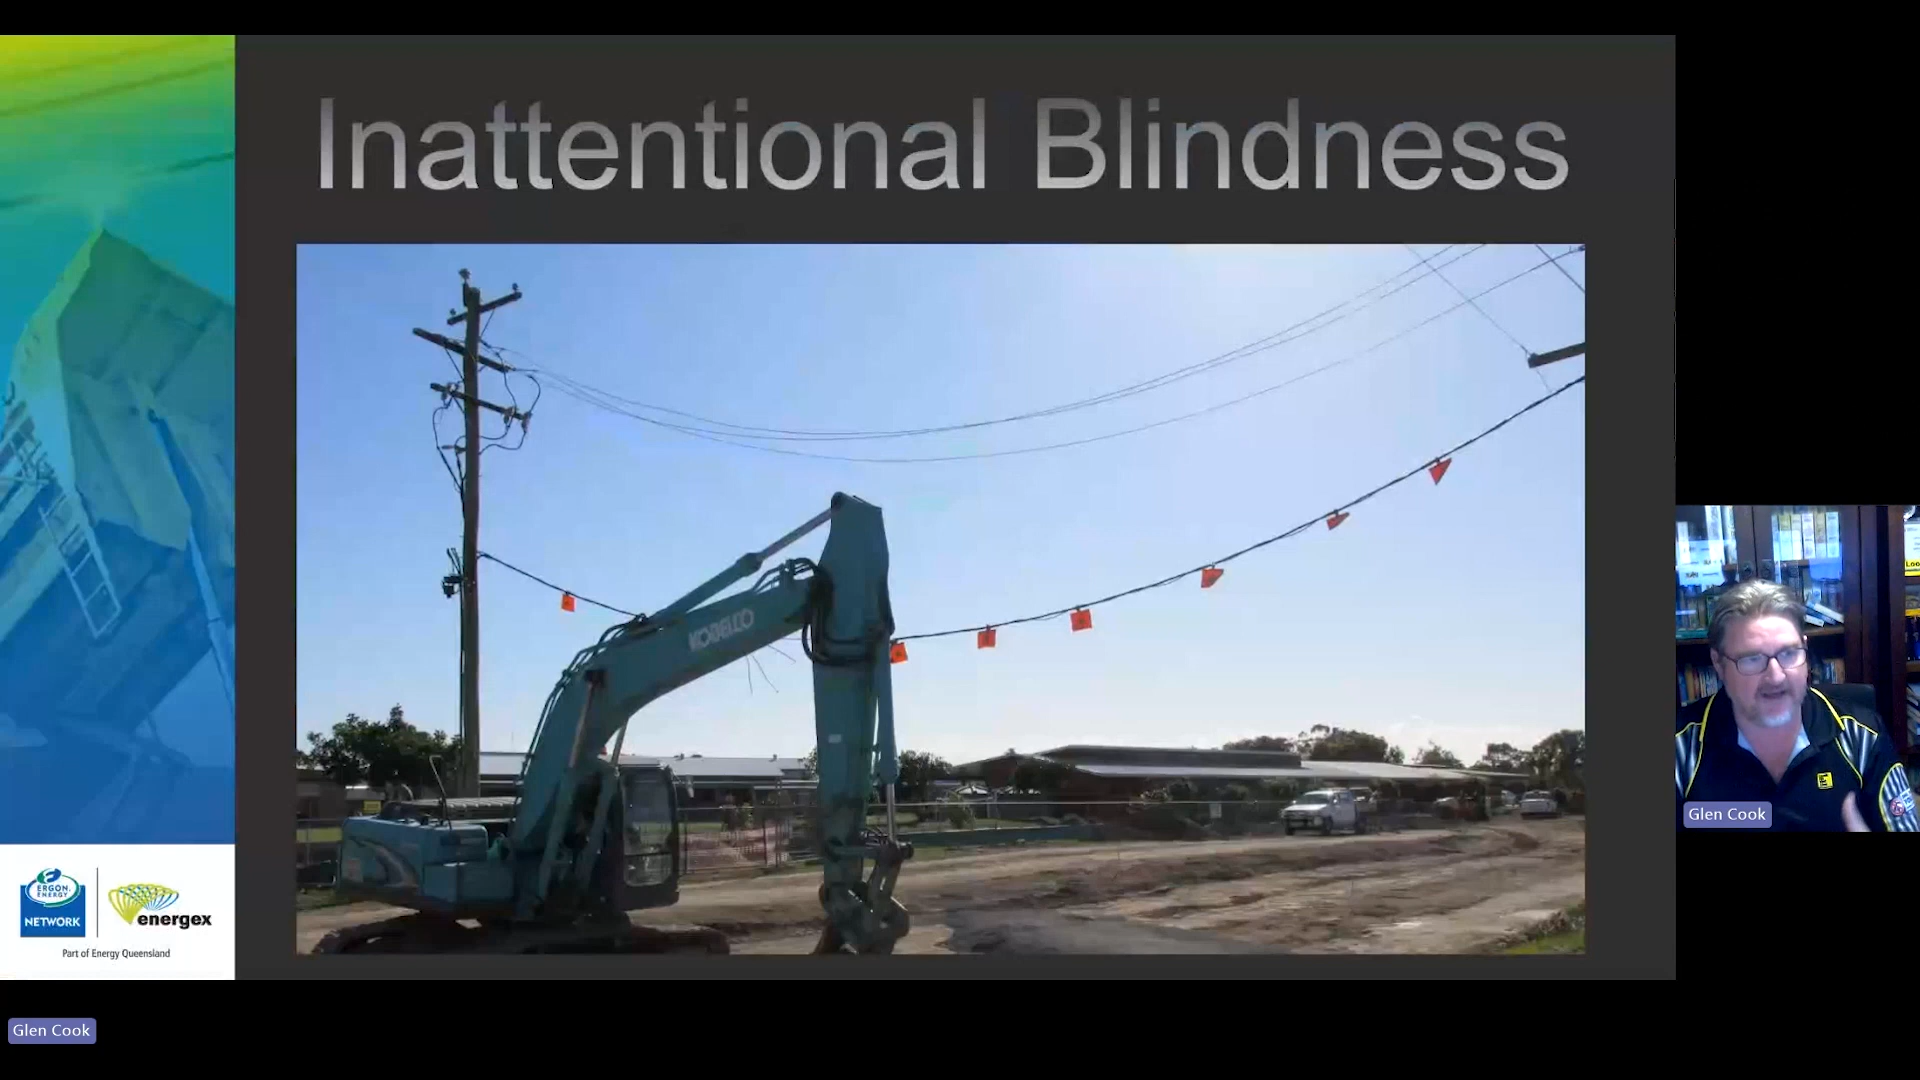 Inattentional Blindness
KOBELCO
ERGON
ENERGY
NETWORK
energex
Part of Energy Queensland
Glen Cook
Glen Cook